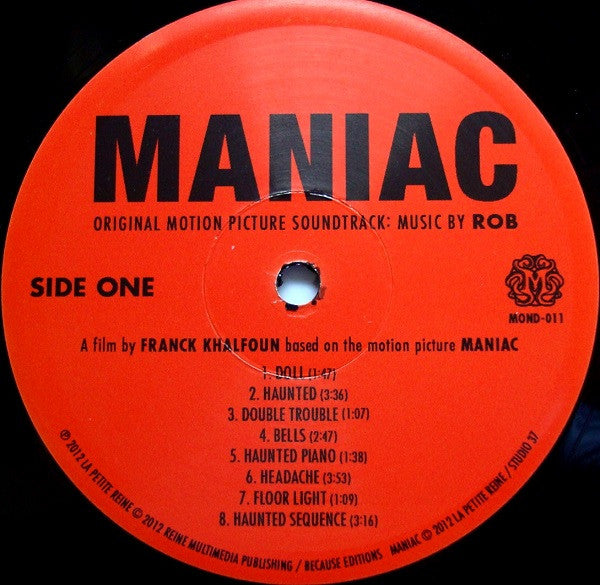 MANIAC
ORIGINAL MOTION PICTURE SOUNDTRACK: MUSIC BY ROB
SIDE ONE
MOND-011
A film by FRANCK KHALFOUN based on the motion picture MANIAC
1. DOLL (1:47)
2. HAUNTED (3:36)
3. DOUBLE TROUBLE (1:07)
4. BELLS (2:47)
5. HAUNTED PIANO (1:38)
6. HEADACHE (3:53)
7. FLOOR LIGHT (1:09)
8. HAUNTED SEQUENCE (3:16)
℗ 2012 LA PETITE REINE © 2012 REINE MULTIMEDIA PUBLISHING / BECAUSE EDITIONS MANIAC © 2012 LA PETITE REINE / STUDIO 37